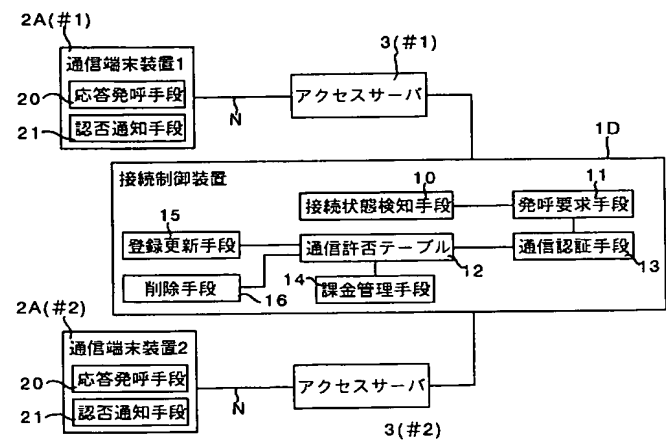 2A(#1)
通信端末装置1
20
応答発呼手段
21
認否通知手段
N
3(#1)
アクセスサーバ
1D
接続制御装置
10
接続状態検知手段
11
発呼要求手段
15
登録更新手段
通信許否テーブル
12
通信認証手段
13
削除手段
16
14
課金管理手段
2A(#2)
通信端末装置2
20
応答発呼手段
21
認否通知手段
N
アクセスサーバ
3(#2)